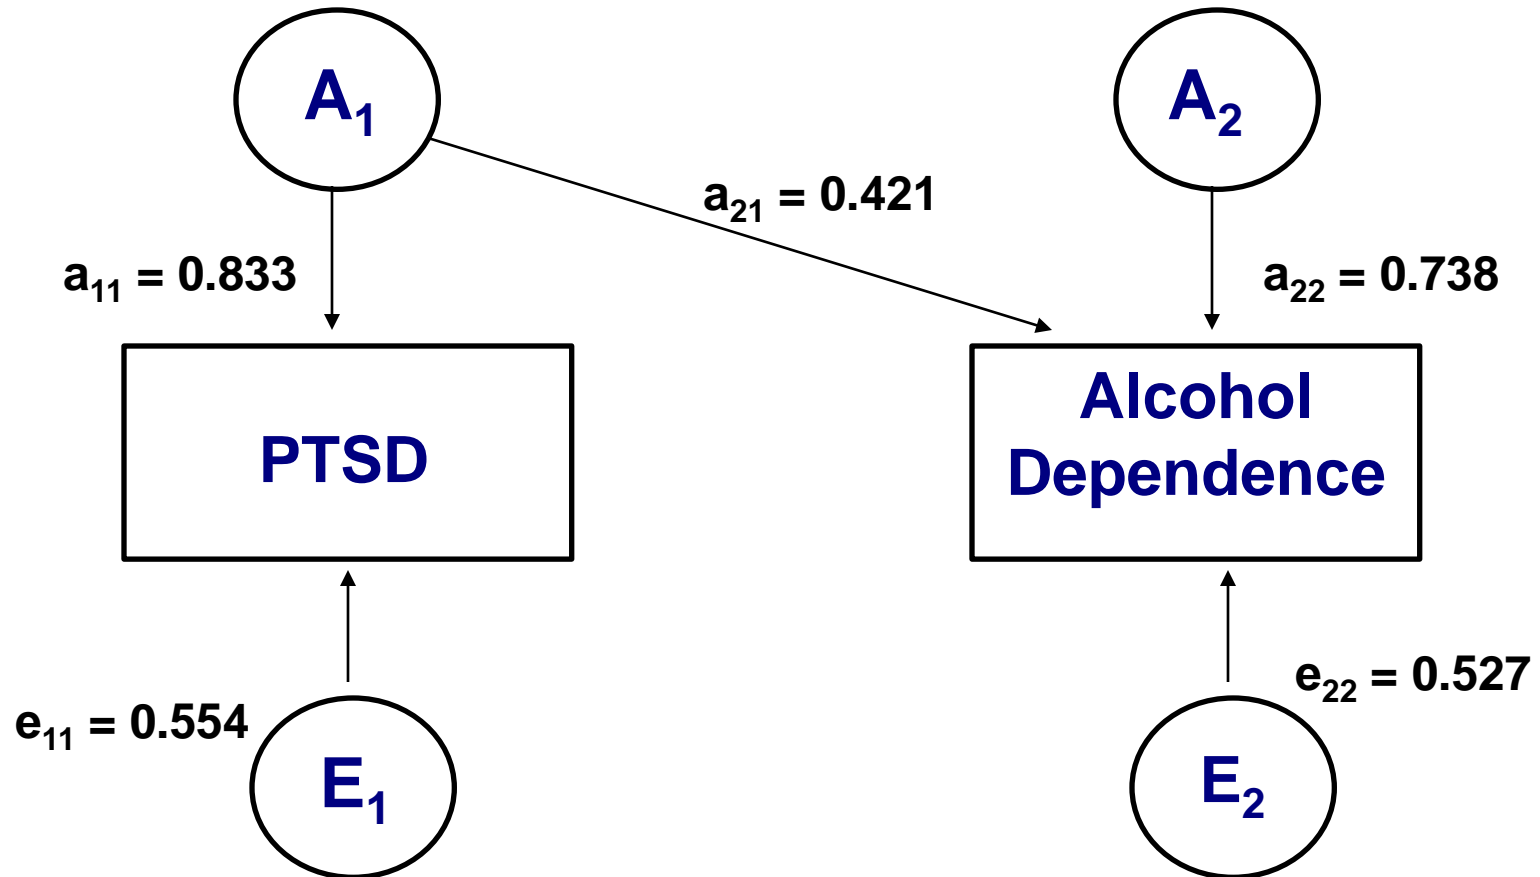 A₁
A₂
a₂₁ = 0.421
a₁₁ = 0.833
a₂₂ = 0.738
PTSD
Alcohol
Dependence
e₁₁ = 0.554
e₂₂ = 0.527
E₁
E₂